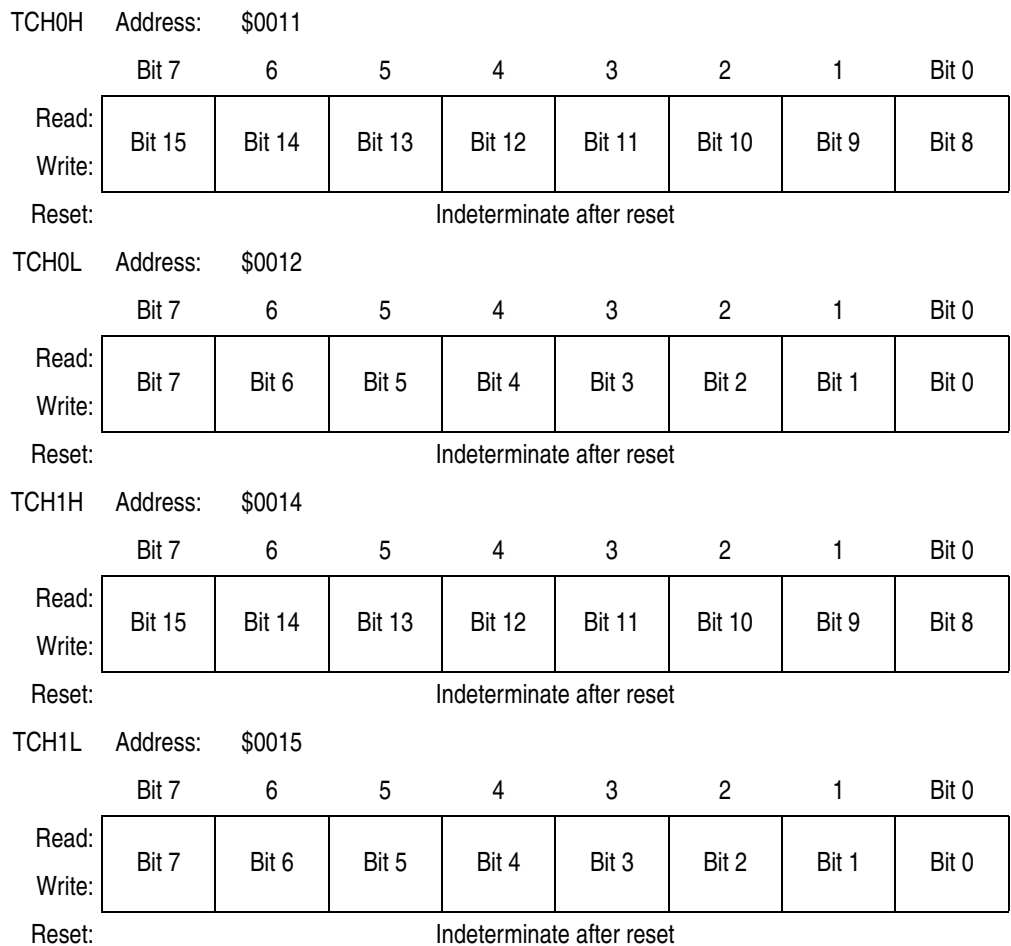 TCH0H Address: $0011
Bit 7 6 5 4 3 2 1 Bit 0
Read:
Bit 15 Bit 14 Bit 13 Bit 12 Bit 11 Bit 10 Bit 9 Bit 8
Write:
Reset: Indeterminate after reset
TCH0L Address: $0012
Bit 7 6 5 4 3 2 1 Bit 0
Read:
Bit 7 Bit 6 Bit 5 Bit 4 Bit 3 Bit 2 Bit 1 Bit 0
Write:
Reset: Indeterminate after reset
TCH1H Address: $0014
Bit 7 6 5 4 3 2 1 Bit 0
Read:
Bit 15 Bit 14 Bit 13 Bit 12 Bit 11 Bit 10 Bit 9 Bit 8
Write:
Reset: Indeterminate after reset
TCH1L Address: $0015
Bit 7 6 5 4 3 2 1 Bit 0
Read:
Bit 7 Bit 6 Bit 5 Bit 4 Bit 3 Bit 2 Bit 1 Bit 0
Write:
Reset: Indeterminate after reset